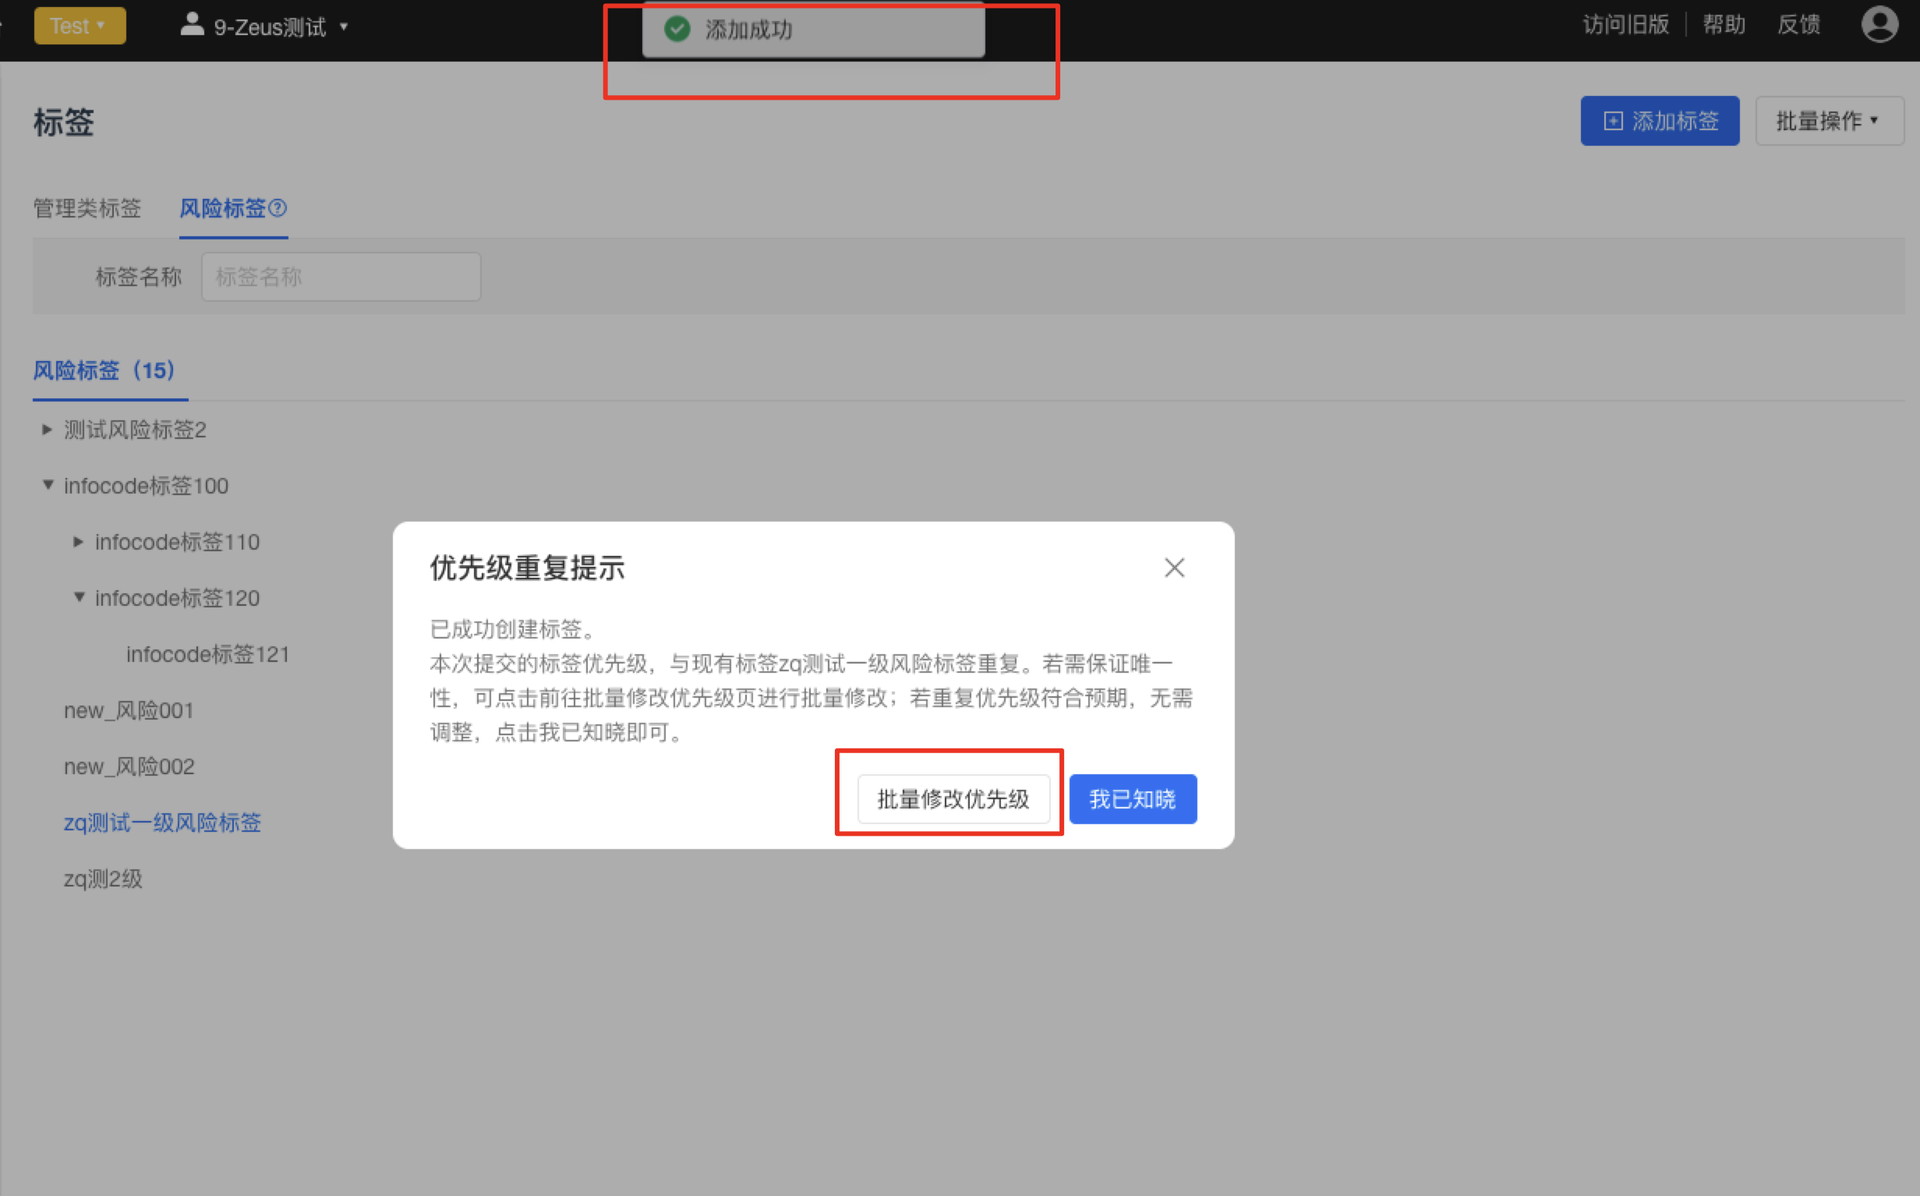 Test
9-Zeus测试
添加成功
访问旧版
帮助
反馈
标签
添加标签
批量操作
管理类标签
风险标签
标签名称
标签名称
风险标签（15）
测试风险标签2
infocode标签100
infocode标签110
infocode标签120
infocode标签121
new_风险001
new_风险002
zq测试一级风险标签
zq测2级
优先级重复提示
已成功创建标签。
本次提交的标签优先级，与现有标签zq测试一级风险标签重复。若需保证唯一
性，可点击前往批量修改优先级页进行批量修改；若重复优先级符合预期，无需
调整，点击我已知晓即可。
批量修改优先级
我已知晓